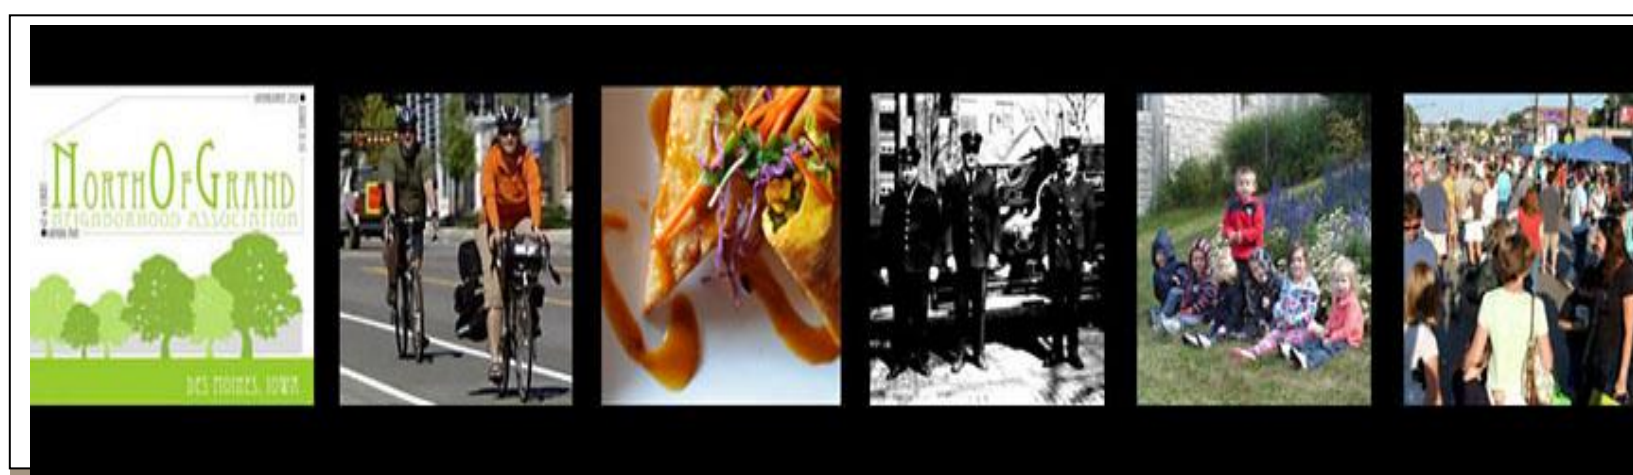 NORTHOFGRAND
NEIGHBORHOOD ASSOCIATION
DES MOINES, IOWA